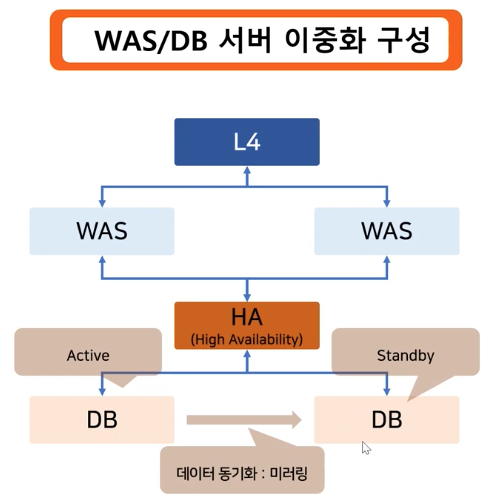 WAS/DB 서버 이중화 구성
L4
WAS
WAS
HA
(High Availability)
Active
Standby
DB
DB
데이터 동기화 : 미러링